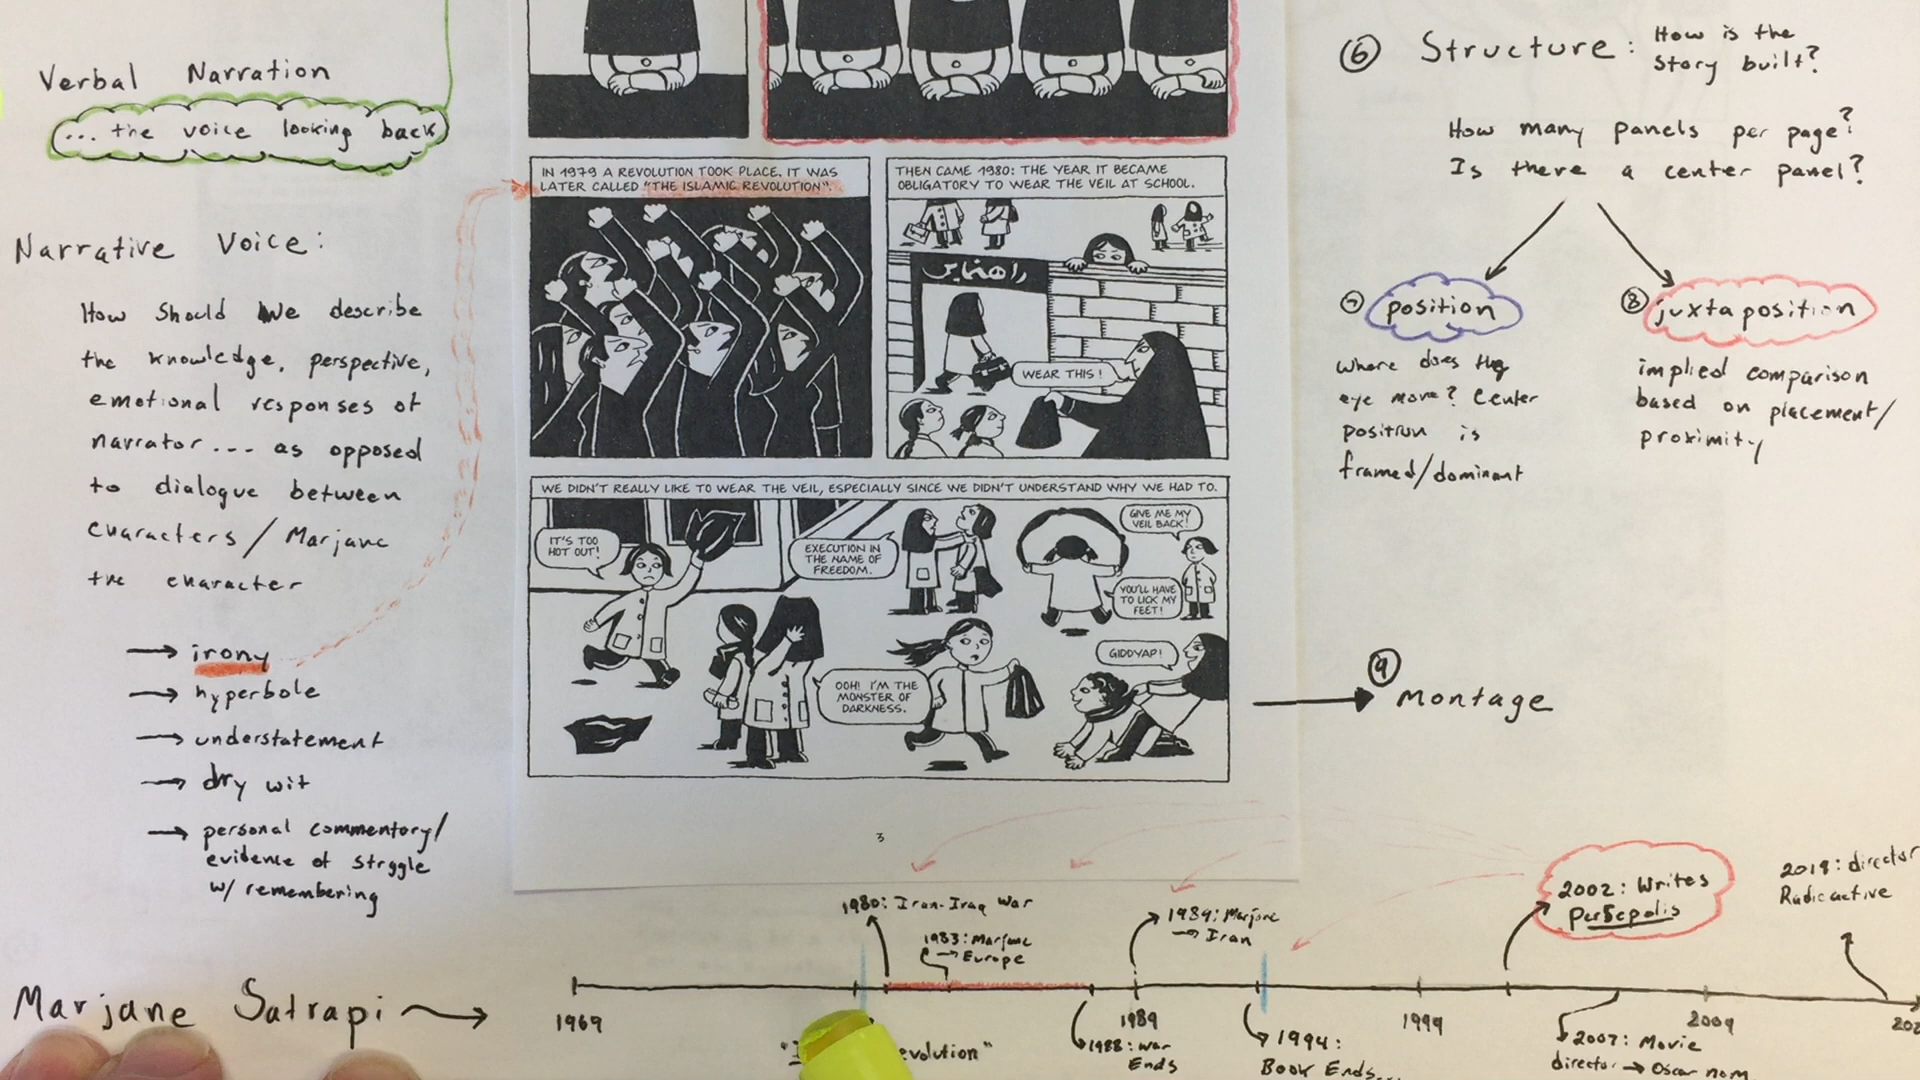 Verbal Narration
... the voice looking back
Narrative Voice:
How should we describe
the knowledge, perspective,
emotional responses of
narrator... as opposed
to dialogue between
characters/Marjane
the character
→ irony
→ hyperbole
→ understatement
→ dry wit
→ personal commentory/
evidence of strggle
w/ remembering
IN 1979 A REVOLUTION TOOK PLACE. IT WAS
LATER CALLED "THE ISLAMIC REVOLUTION".
THEN CAME 1980: THE YEAR IT BECAME
OBLIGATORY TO WEAR THE VEIL AT SCHOOL.
WEAR THIS!
WE DIDN'T REALLY LIKE TO WEAR THE VEIL, ESPECIALLY SINCE WE DIDN'T UNDERSTAND WHY WE HAD TO.
IT'S TOO
HOT OUT!
EXECUTION IN
THE NAME OF
FREEDOM.
GIVE ME MY
VEIL BACK!
YOU'LL HAVE
TO LICK MY
FEET!
OOH! I'M THE
MONSTER OF
DARKNESS.
GIDDYAP!
3
⑥ Structure: How is the
story built?
How many panels per page?
Is there a center panel?
⑦ position
where does the
eye move? Center
position is
framed/dominant
⑧ juxtaposition
implied comparison
based on placement/
proximity
⑨ montage
Marjane Satrapi →
1969
1980: Iran-Iraq War
1983: Marjane
→ Europe
evolution"
1988: war
Ends
1989: Marjane
→ Iran
1989
1994:
Book Ends...
1999
2002: Writes
Persepolis
2007: Movie
director → Oscar nom
2009
2019: director
Radioactive